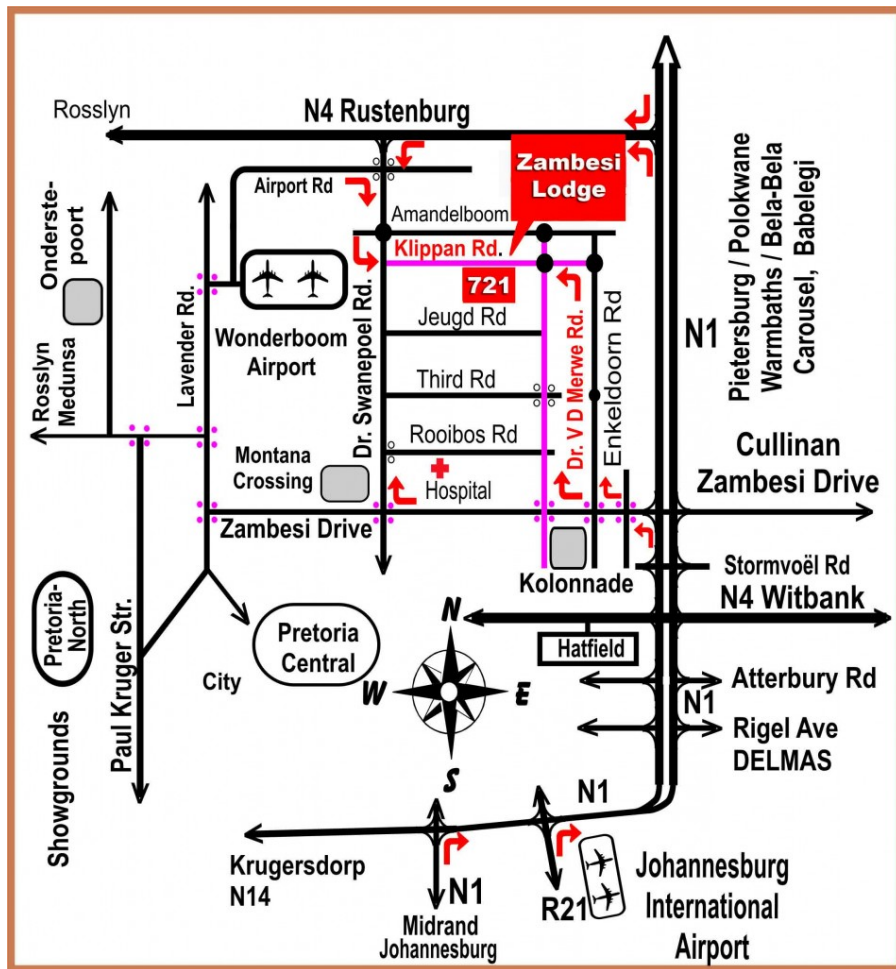 Rosslyn
N4 Rustenburg
Zambesi
Lodge
Airport Rd
Amandelboom
Klippan Rd.
721
Onderste-
poort
Lavender Rd.
Wonderboom
Airport
Dr. Swanepoel Rd.
Jeugd Rd
Third Rd
Rooibos Rd
Dr. V D Merwe Rd.
Enkeldoorn Rd
N1
Pietersburg / Polokwane
Warmbaths / Bela-Bela
Carousel, Babelegi
Rosslyn
Medunsa
Montana
Crossing
Hospital
Cullinan
Zambesi Drive
Zambesi Drive
Kolonnade
Stormvoël Rd
N4 Witbank
Hatfield
Pretoria-
North
Paul Kruger Str.
City
Pretoria
Central
N
W
E
S
Atterbury Rd
N1
Rigel Ave
DELMAS
Showgrounds
N1
Krugersdorp
N14
N1
Midrand
Johannesburg
R21
Johannesburg
International
Airport